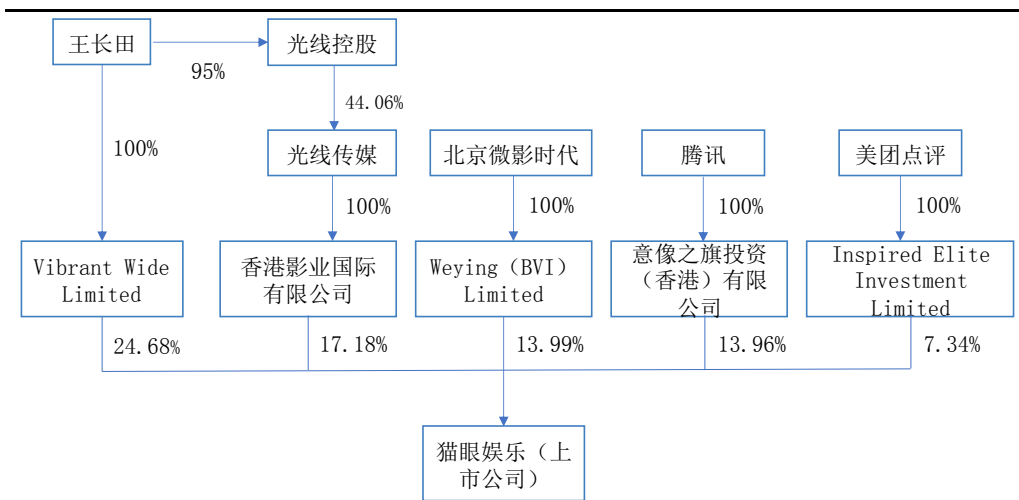 王长田
光线控股
95%
44.06%
100%
光线传媒
北京微影时代
腾讯
美团点评
100%
100%
100%
100%
Vibrant Wide
Limited
香港影业国际
有限公司
Weying（BVI）
Limited
意像之旗投资
（香港）有限
公司
Inspired Elite
Investment
Limited
24.68%
17.18%
13.99%
13.96%
7.34%
猫眼娱乐（上
市公司）